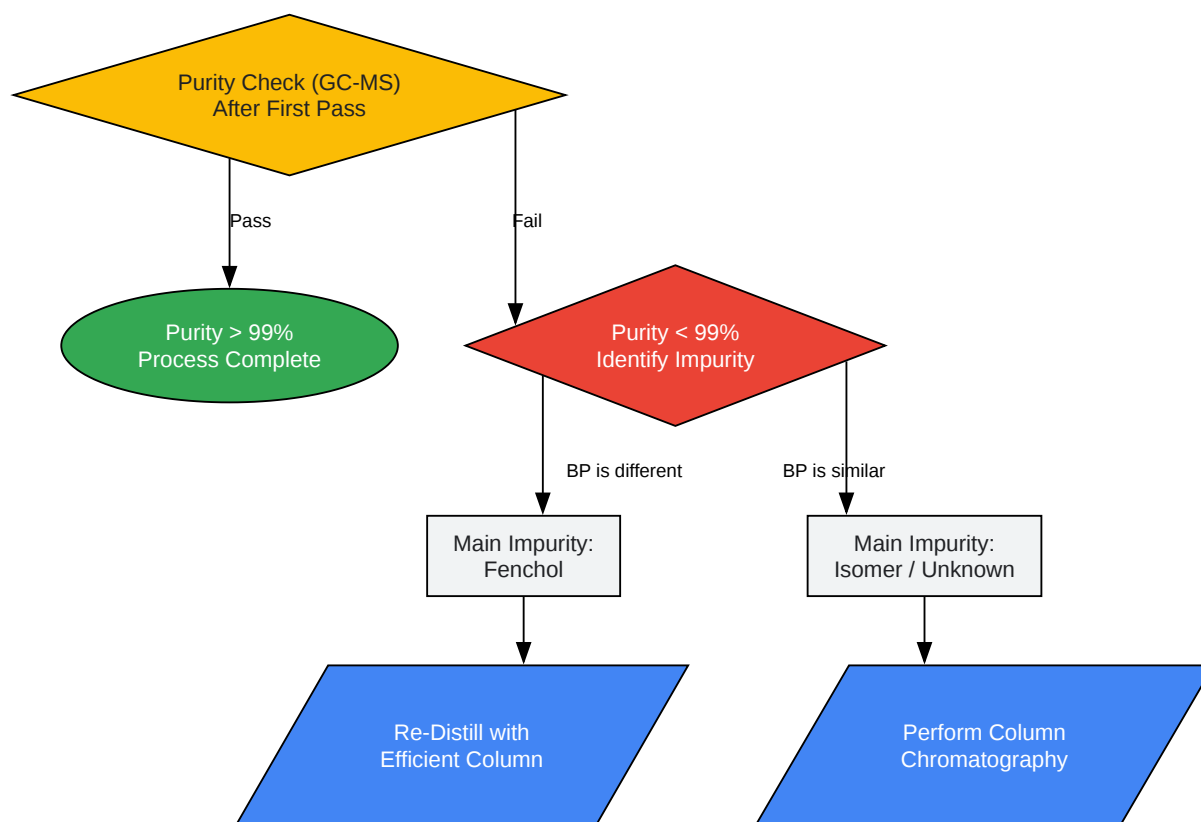 Purity Check (GC-MS)
After First Pass
Pass
Fail
Purity > 99%
Process Complete
Purity < 99%
Identify Impurity
BP is different
BP is similar
Main Impurity:
Fenchol
Main Impurity:
Isomer / Unknown
Re-Distill with
Efficient Column
Perform Column
Chromatography